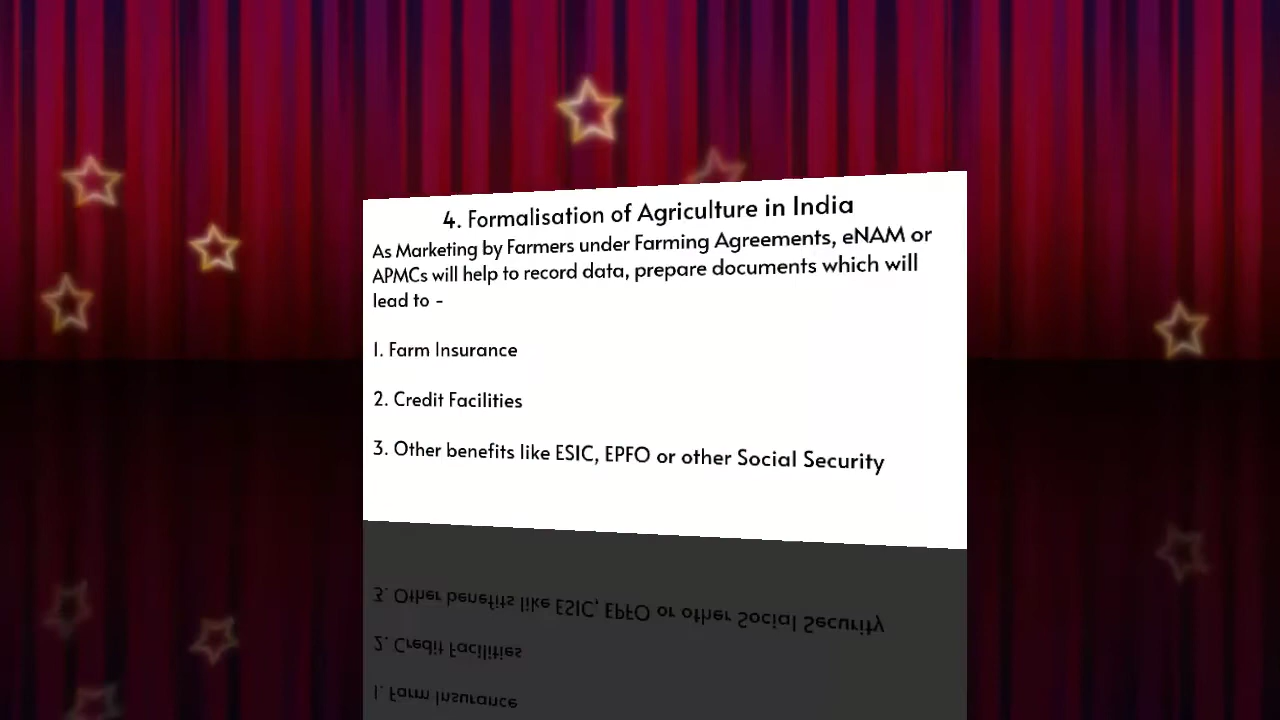 4. Formalisation of Agriculture in India
As Marketing by Farmers under Farming Agreements, eNAM or
APMCs will help to record data, prepare documents which will
lead to -
1. Farm Insurance
2. Credit Facilities
3. Other benefits like ESIC, EPFO or other Social Security